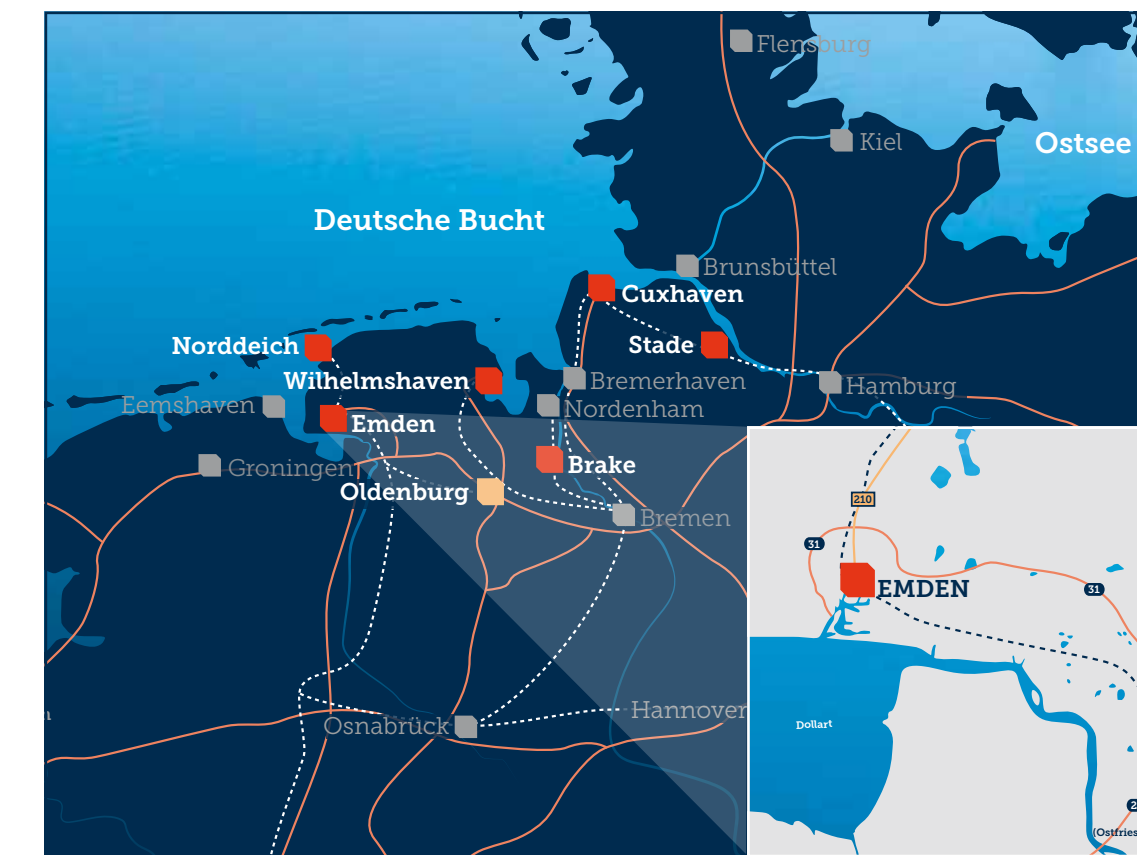 Flensburg
Kiel
Ostsee
Deutsche Bucht
Brunsbüttel
Cuxhaven
Norddeich
Stade
Wilhelmshaven
Bremerhaven
Hamburg
Eemshaven
Nordenham
Emden
Groningen
Brake
Oldenburg
Bremen
210
31
EMDEN
31
Hannover
Osnabrück
Dollart
(Ostfries